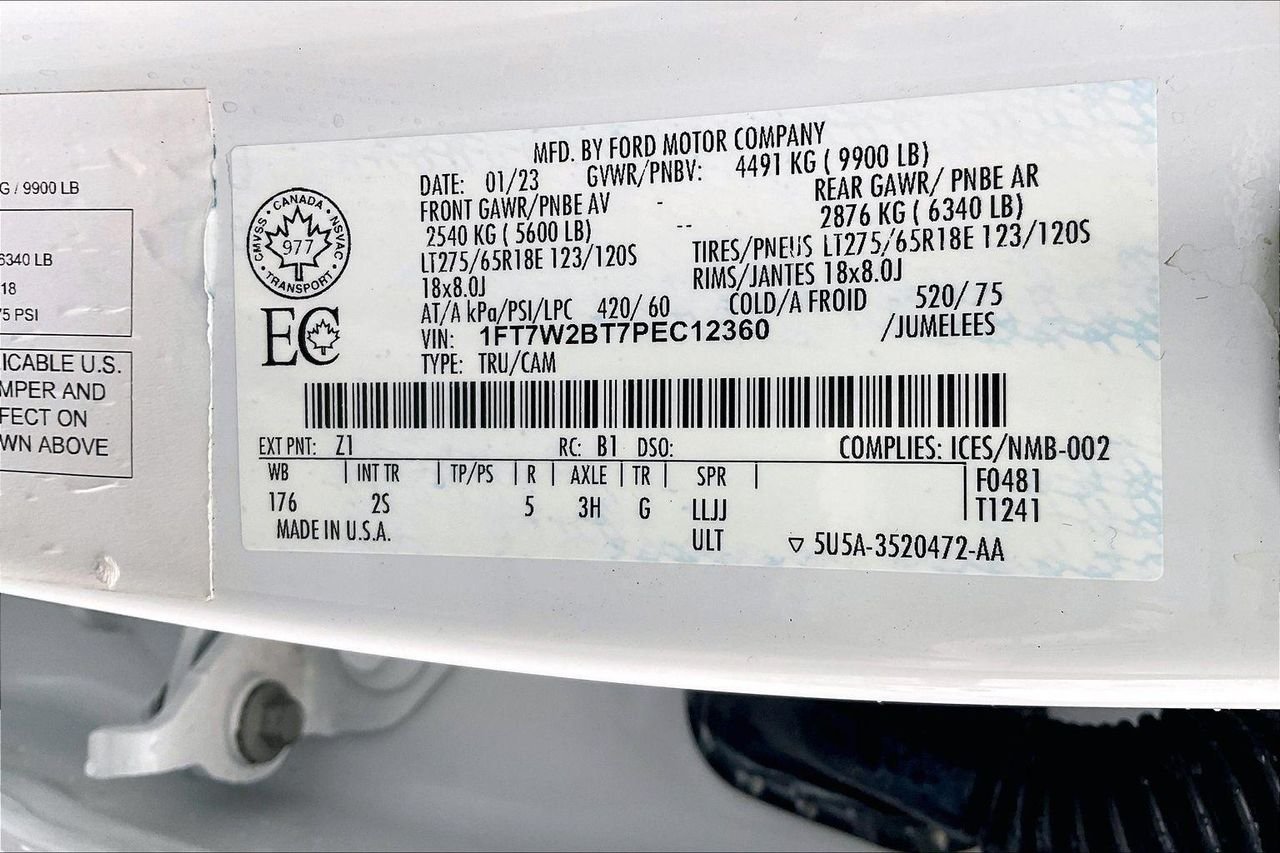 G / 9900 LB
6340 LB
18
75 PSI
ICABLE U.S.
MPER AND
FECT ON
WN ABOVE
MFD. BY FORD MOTOR COMPANY
DATE: 01/23 GVWR/PNBV: 4491 KG ( 9900 LB)
FRONT GAWR/PNBE AV - REAR GAWR/ PNBE AR
2540 KG ( 5600 LB) -- 2876 KG ( 6340 LB)
LT275/65R18E 123/120S TIRES/PNEUS LT275/65R18E 123/120S
18x8.0J RIMS/JANTES 18x8.0J
AT/A kPa/PSI/LPC 420/ 60 COLD/A FROID 520/ 75
VIN: 1FT7W2BT7PEC12360 /JUMELEES
TYPE: TRU/CAM
CMVSS • CANADA • NSVAC • TRANSPORT •
977
EC
EXT PNT: Z1 RC: B1 DSO: COMPLIES: ICES/NMB-002
WB | INT TR | TP/PS | R | AXLE | TR | SPR | F0481
176 2S 5 3H G LLJJ T1241
MADE IN U.S.A. ULT ▽ 5U5A-3520472-AA